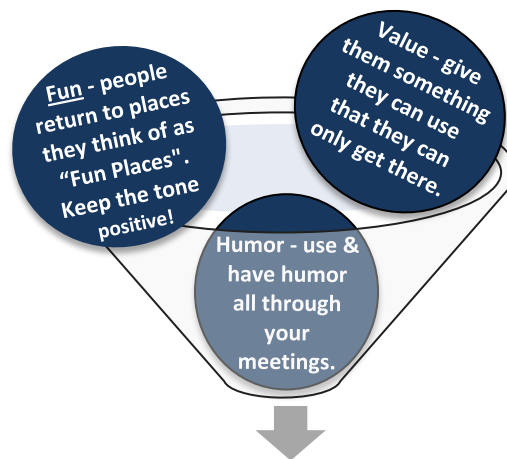 Fun - people
return to places
they think of as
“Fun Places".
Keep the tone
positive!
Value - give
them something
they can use
that they can
only get there.
Humor - use &
have humor
all through
your
meetings.